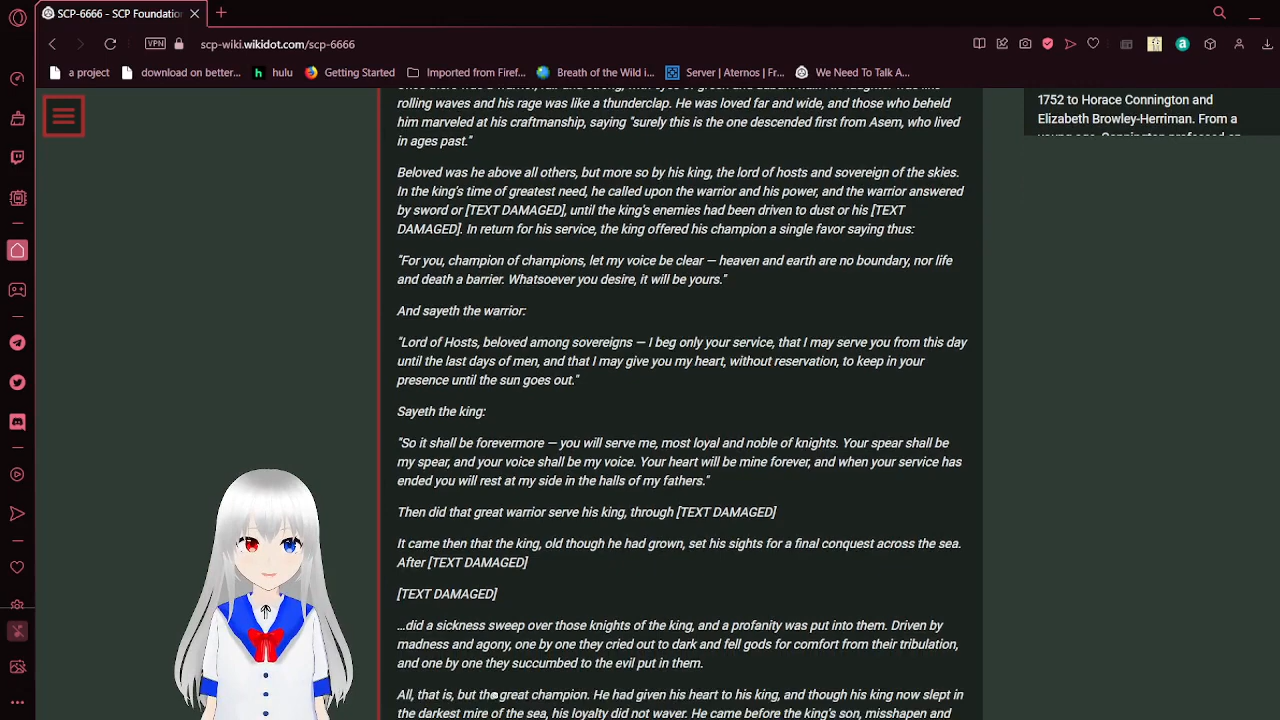 SCP-6666 - SCP Foundation
scp-wiki.wikidot.com/scp-6666
VPN
a project
download on better...
hulu
Getting Started
Imported from Firef...
Breath of the Wild i...
Server | Aternos | Fr...
We Need To Talk A...
rolling waves and his rage was like a thunderclap. He was loved far and wide, and those who beheld
him marveled at his craftmanship, saying "surely this is the one descended first from Asem, who lived
in ages past."
Beloved was he above all others, but more so by his king, the lord of hosts and sovereign of the skies.
In the king's time of greatest need, he called upon the warrior and his power, and the warrior answered
by sword or [TEXT DAMAGED], until the king's enemies had been driven to dust or his [TEXT
DAMAGED]. In return for his service, the king offered his champion a single favor saying thus:
"For you, champion of champions, let my voice be clear — heaven and earth are no boundary, nor life
and death a barrier. Whatsoever you desire, it will be yours."
And sayeth the warrior:
"Lord of Hosts, beloved among sovereigns — I beg only your service, that I may serve you from this day
until the last days of men, and that I may give you my heart, without reservation, to keep in your
presence until the sun goes out."
Sayeth the king:
"So it shall be forevermore — you will serve me, most loyal and noble of knights. Your spear shall be
my spear, and your voice shall be my voice. Your heart will be mine forever, and when your service has
ended you will rest at my side in the halls of my fathers."
Then did that great warrior serve his king, through [TEXT DAMAGED]
It came then that the king, old though he had grown, set his sights for a final conquest across the sea.
After [TEXT DAMAGED]
[TEXT DAMAGED]
…did a sickness sweep over those knights of the king, and a profanity was put into them. Driven by
madness and agony, one by one they cried out to dark and fell gods for comfort from their tribulation,
and one by one they succumbed to the evil put in them.
All, that is, but the great champion. He had given his heart to his king, and though his king now slept in
the darkest mire of the sea, his loyalty did not waver. He came before the king's son, misshapen and
1752 to Horace Connington and
Elizabeth Browley-Herriman. From a